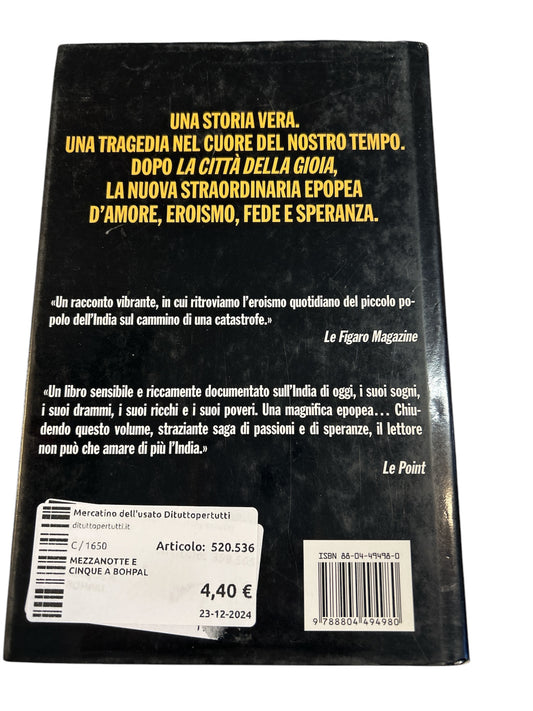 UNA STORIA VERA.
UNA TRAGEDIA NEL CUORE DEL NOSTRO TEMPO.
DOPO LA CITTÀ DELLA GIOIA,
LA NUOVA STRAORDINARIA EPOPEA
D'AMORE, EROISMO, FEDE E SPERANZA.
«Un racconto vibrante, in cui ritroviamo l'eroismo quotidiano del piccolo po-
polo dell'India sul cammino di una catastrofe.»
Le Figaro Magazine
«Un libro sensibile e riccamente documentato sull'India di oggi, i suoi sogni,
i suoi drammi, i suoi ricchi e i suoi poveri. Una magnifica epopea... Chiu-
dendo questo volume, straziante saga di passioni e di speranze, il lettore
non può che amare di più l'India.»
Le Point
Mercatino dell'usato Dituttopertutti
dituttopertutti.it
C / 1650 Articolo: 520.536
MEZZANOTTE E
CINQUE A BOHPAL
4,40 €
23-12-2024
ISBN 88-04-49498-0
9 788804 494980